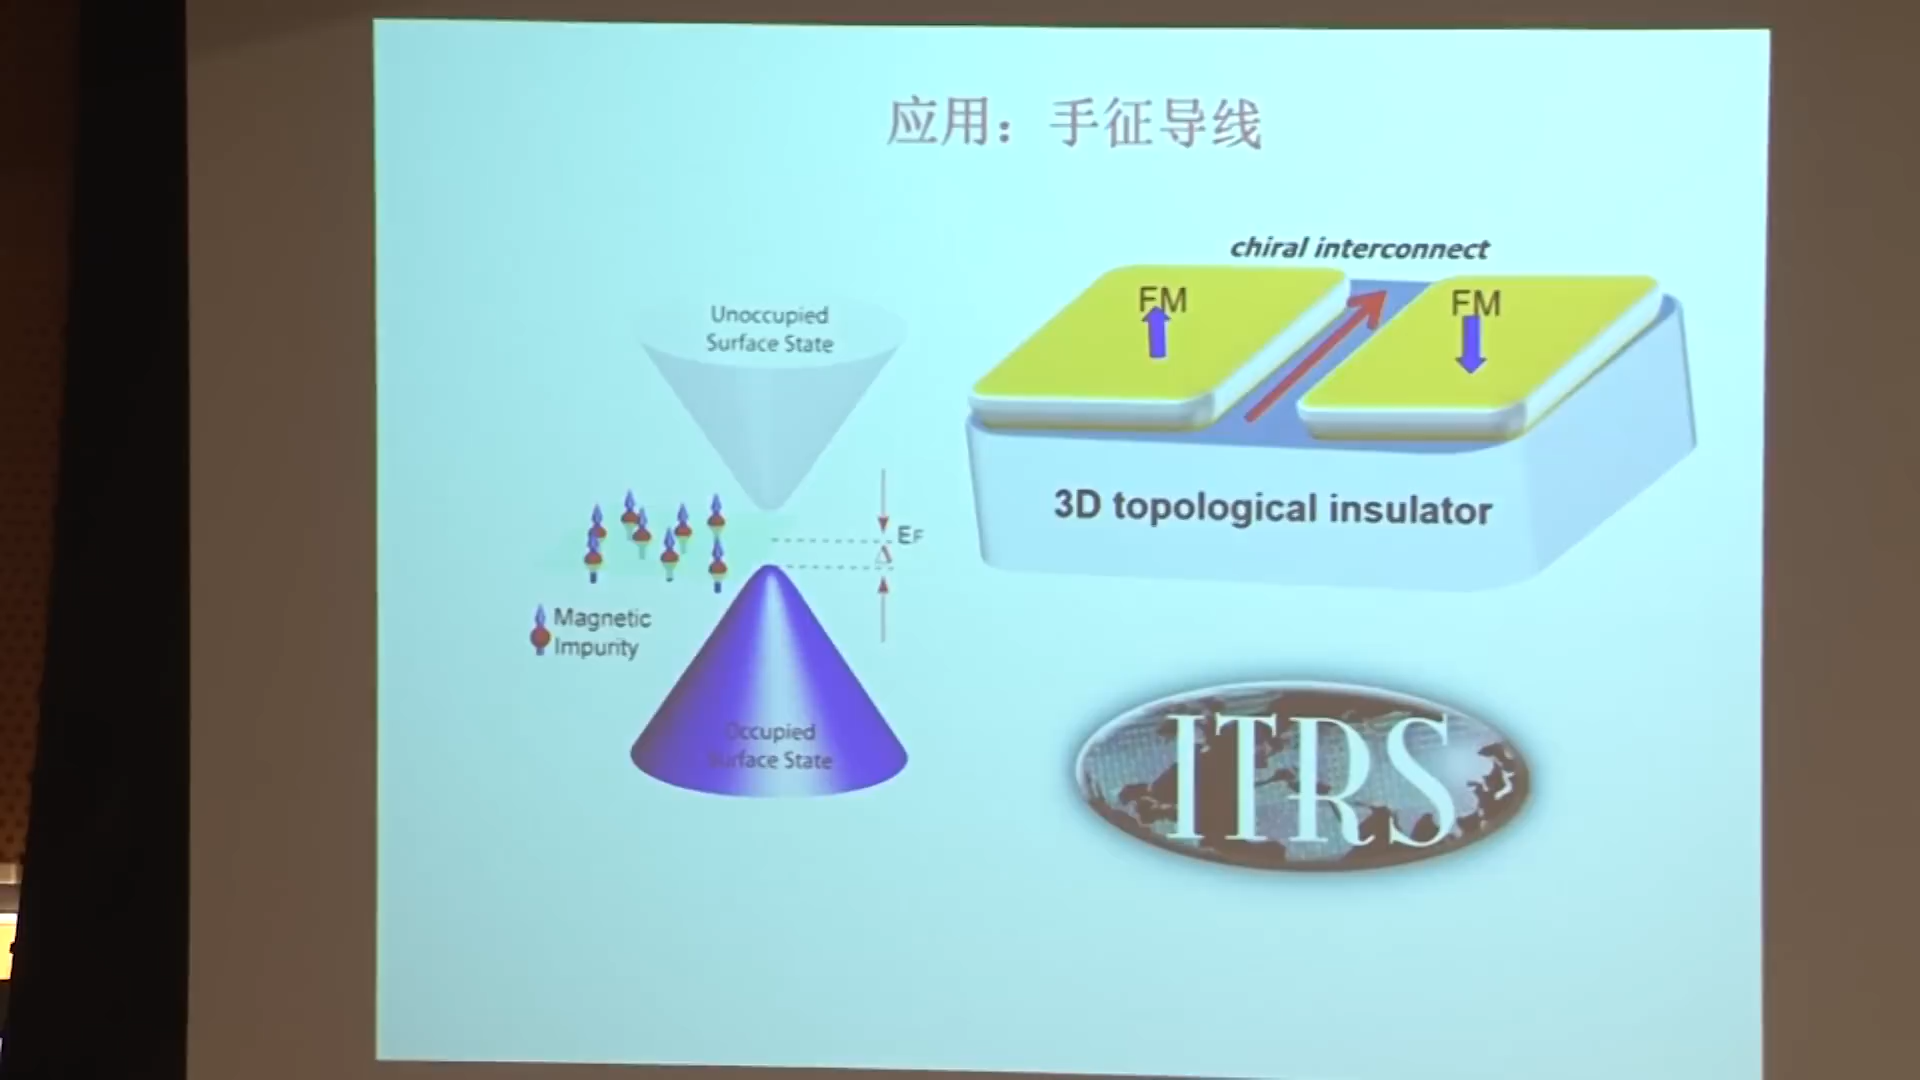 应用：手征导线
chiral interconnect
FM
FM
3D topological insulator
Unoccupied
Surface State
EF
Δ
Magnetic
Impurity
Occupied
Surface State
ITRS